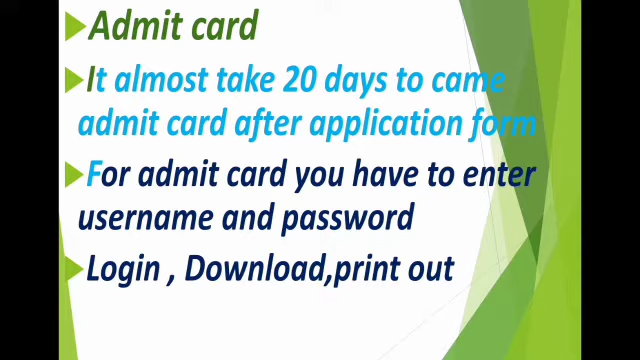 Admit card
It almost take 20 days to came
admit card after application form
For admit card you have to enter
username and password
Login , Download,print out